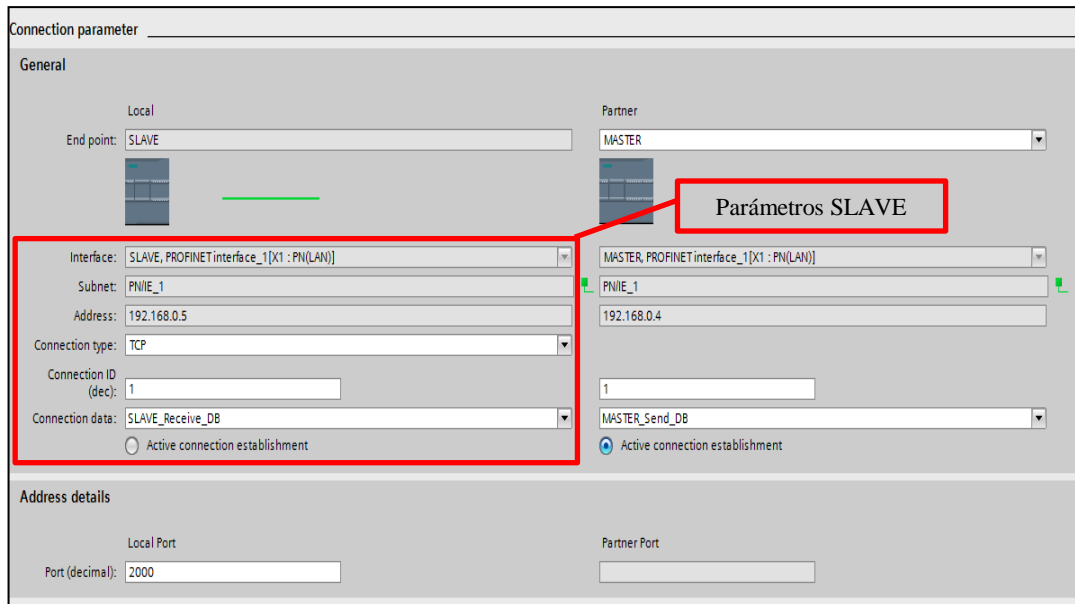 Connection parameter
General
Local Partner
End point: SLAVE MASTER
Parámetros SLAVE
Interface: SLAVE, PROFINET interface_1[X1 : PN(LAN)] MASTER, PROFINET interface_1[X1 : PN(LAN)]
Subnet: PN/IE_1 PN/IE_1
Address: 192.168.0.5 192.168.0.4
Connection type: TCP
Connection ID
(dec): 1 1
Connection data: SLAVE_Receive_DB MASTER_Send_DB
Active connection establishment Active connection establishment
Address details
Local Port Partner Port
Port (decimal): 2000